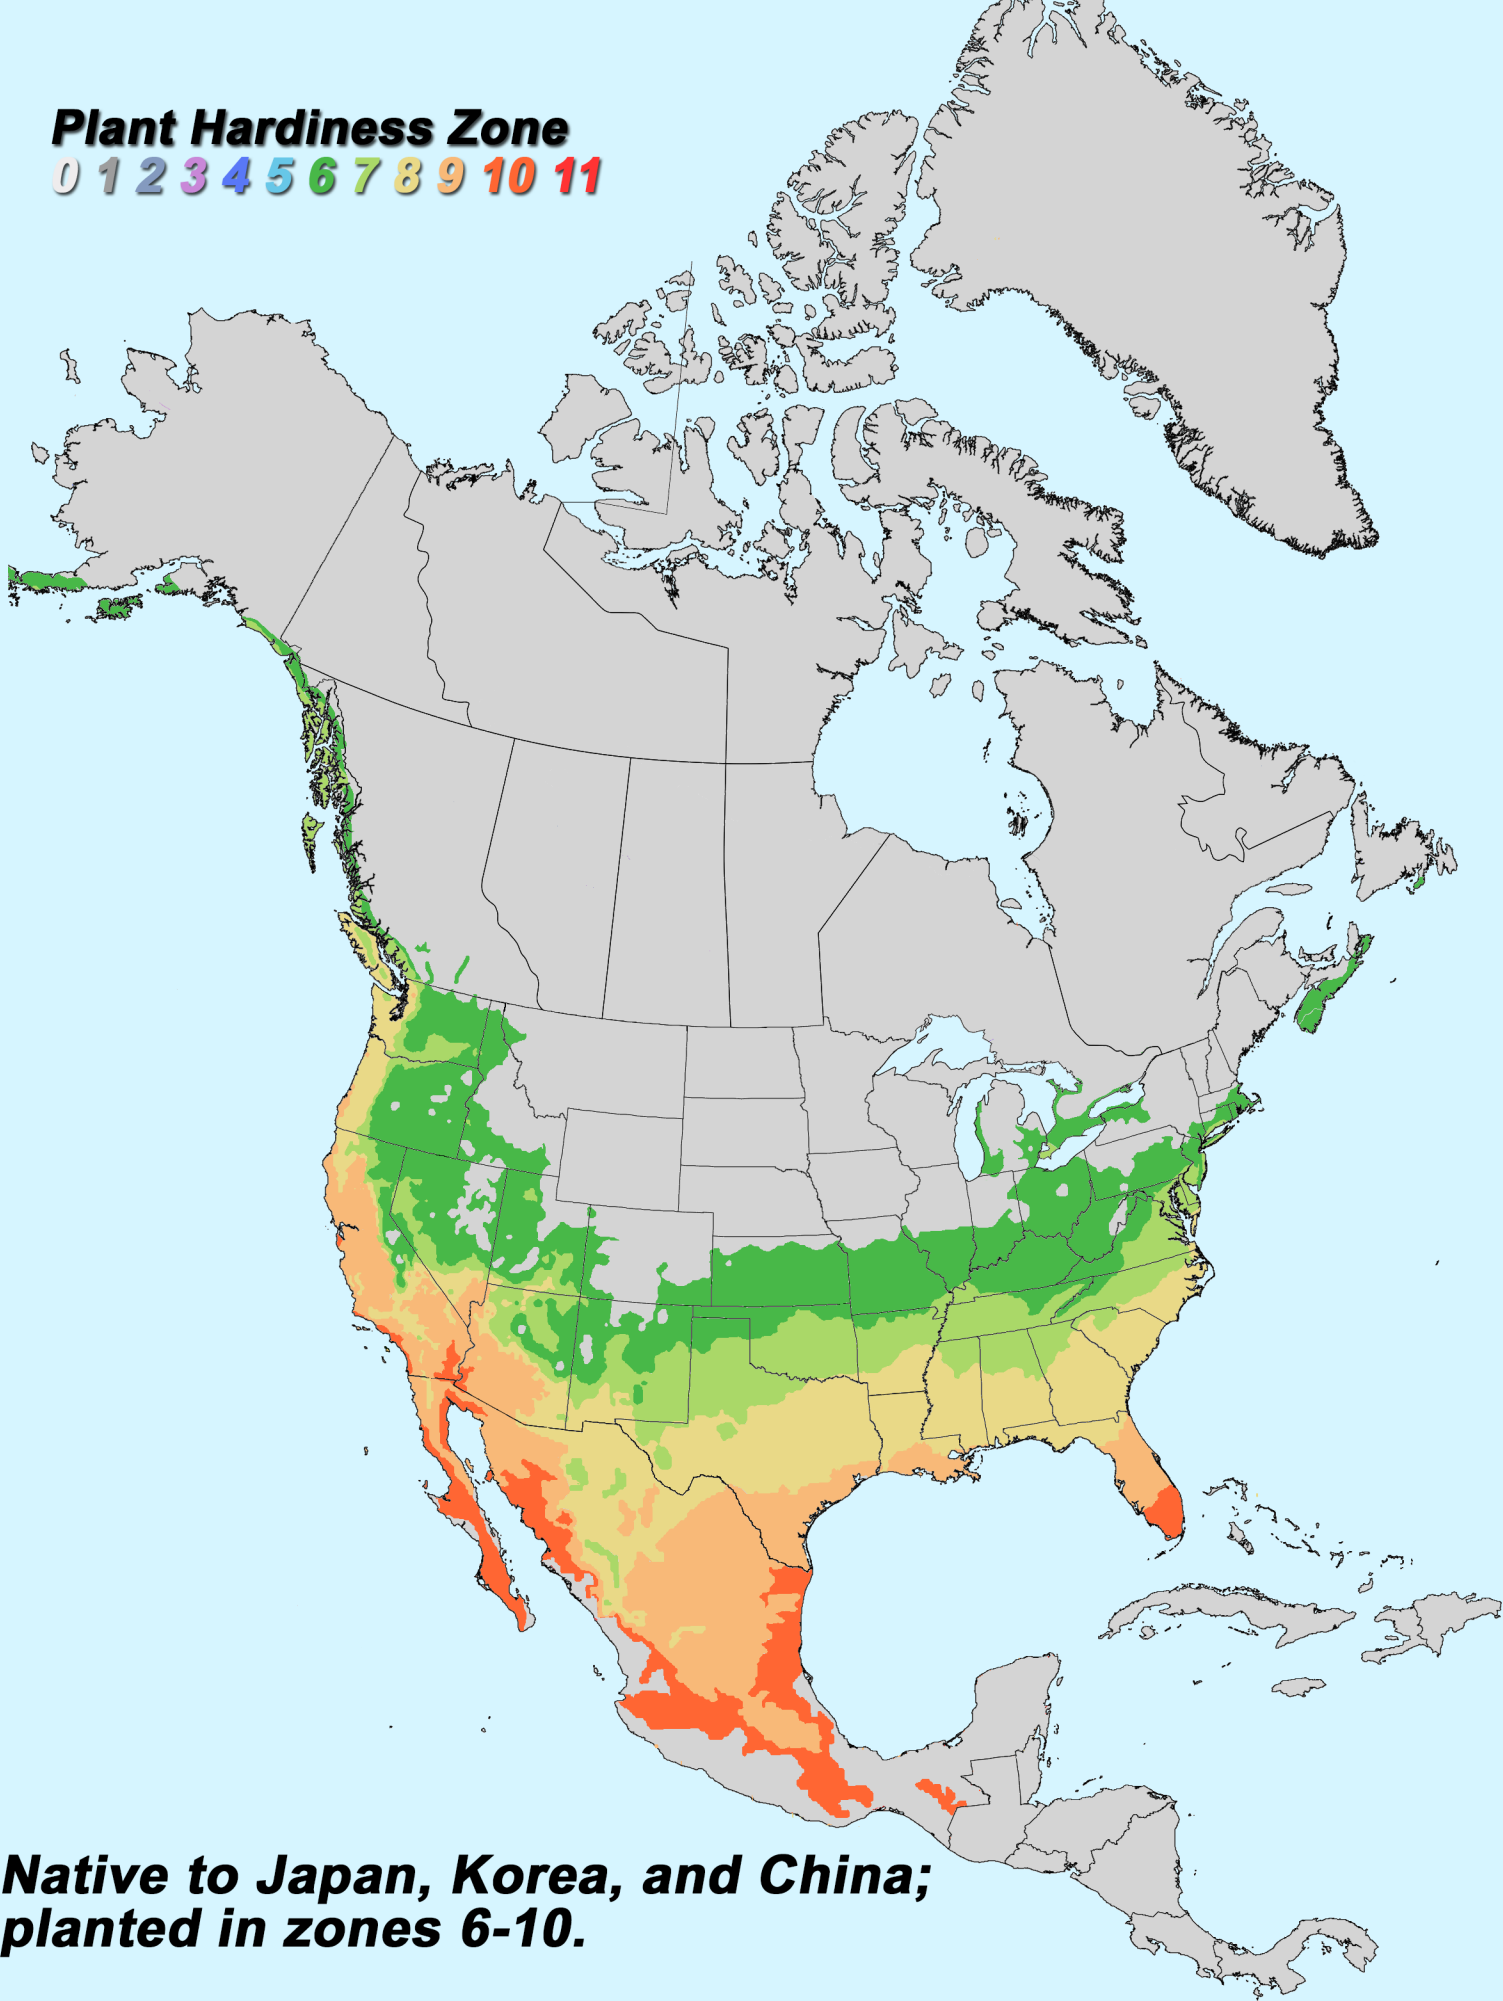 Plant Hardiness Zone
0 1 2 3 4 5 6 7 8 9 10 11
Native to Japan, Korea, and China;
planted in zones 6-10.